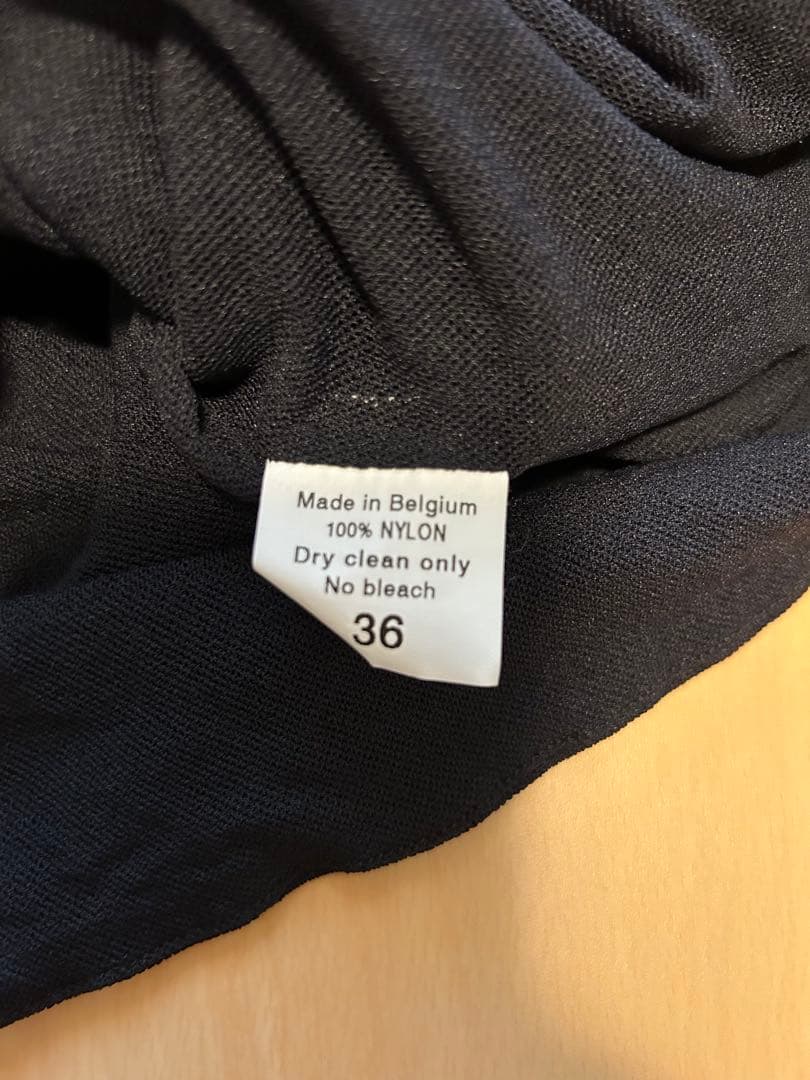 Made in Belgium
100% NYLON
Dry clean only
No bleach
36